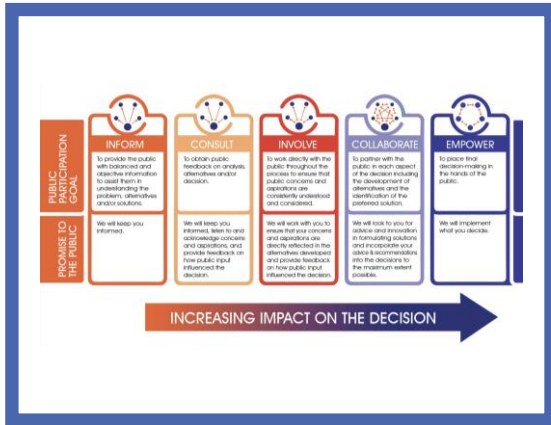 INFORM
CONSULT
INVOLVE
COLLABORATE
EMPOWER
PUBLIC
PARTICIPATION
GOAL
To provide the public
with balanced and
objective information
to assist them in
understanding the
problem, alternatives
and/or solutions.
To obtain public
feedback on analysis,
alternatives and/or
decision.
To work directly with the
public throughout the
process to ensure that
public concerns and
aspirations are
consistently understood
and considered.
To partner with the
public in each aspect
of the decision including
the development of
alternatives and the
identification of the
preferred solution.
To place final
decision-making in
the hands of the
public.
PROMISE TO
THE PUBLIC
We will keep you
informed.
We will keep you
informed, listen to and
acknowledge concerns
and aspirations, and
provide feedback on
how public input
influenced the
decision.
We will work with you to
ensure that your concerns
and aspirations are
directly reflected in the
alternatives developed
and provide feedback
on how public input
influenced the decision.
We will look to you for
advice and innovation
in formulating solutions
and incorporate your
advice & recommendations
into the decisions to
the maximum extent
possible.
We will implement
what you decide.
INCREASING IMPACT ON THE DECISION